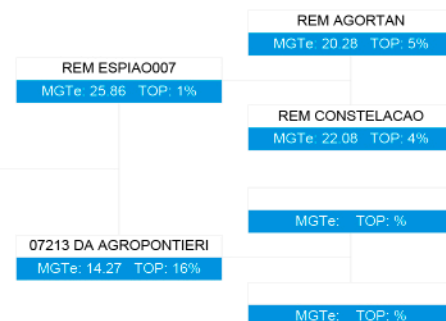 REM AGORTAN
MGTe: 20.28 TOP: 5%
REM ESPIAO007
MGTe: 25.86 TOP: 1%
REM CONSTELACAO
MGTe: 22.08 TOP: 4%
MGTe: TOP: %
07213 DA AGROPONTIERI
MGTe: 14.27 TOP: 16%
MGTe: TOP: %